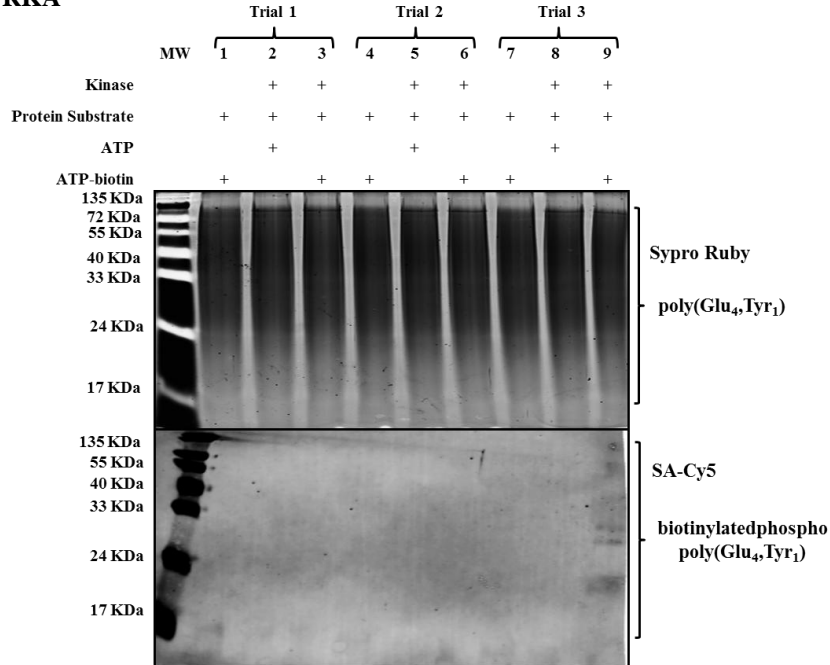 Trial 1 Trial 2 Trial 3
MW 1 2 3 4 5 6 7 8 9
Kinase + + + + + +
Protein Substrate + + + + + + + + +
ATP + + +
ATP-biotin + + + + + +
135 KDa
72 KDa
55 KDa
40 KDa
33 KDa
24 KDa
17 KDa
Sypro Ruby
poly(Glu₄,Tyr₁)
135 KDa
55 KDa
40 KDa
33 KDa
24 KDa
17 KDa
SA-Cy5
biotinylatedphospho
poly(Glu₄,Tyr₁)